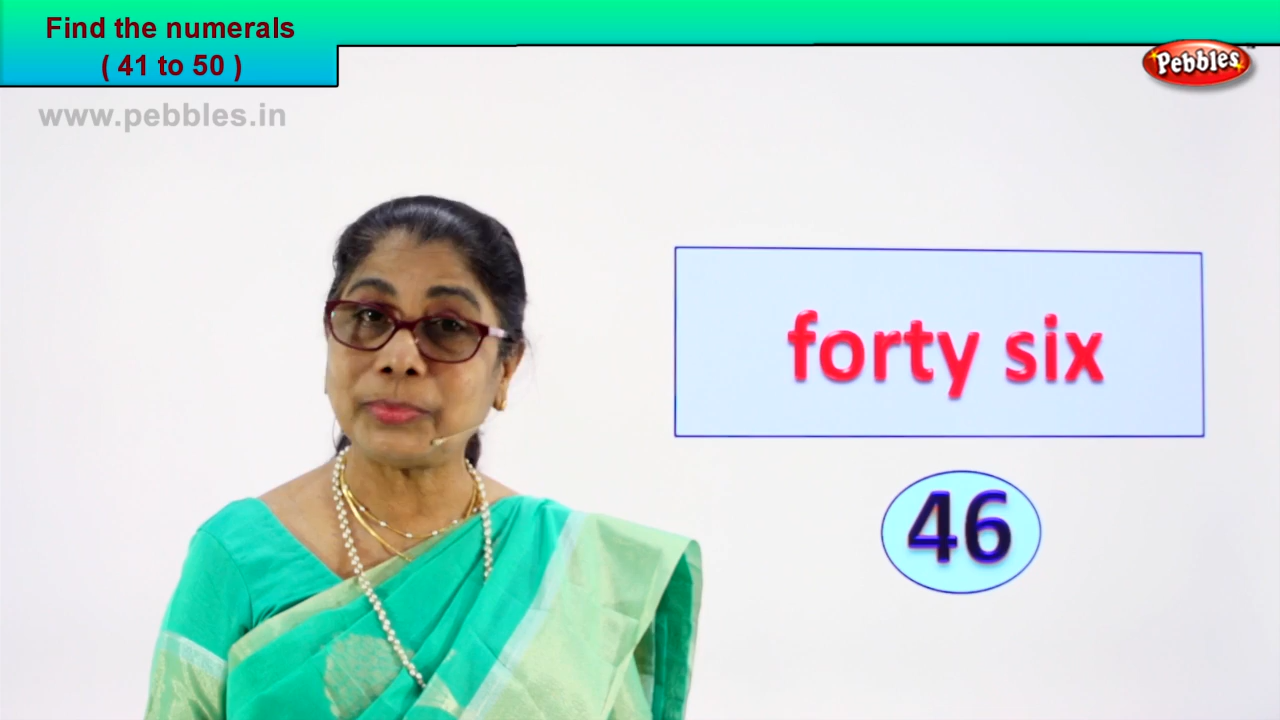 Find the numerals
( 41 to 50 )
Pebbles
www.pebbles.in
forty six
46